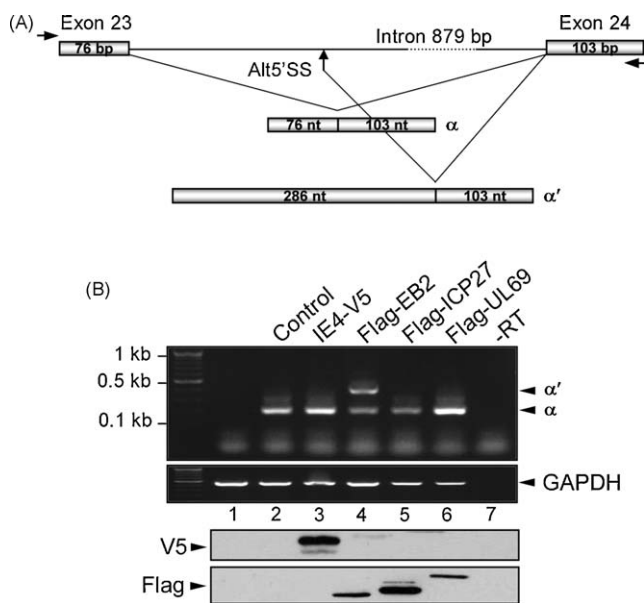 (A)
Exon 23
Exon 24
Intron 879 bp
76 bp
103 bp
Alt5'SS
76 nt
103 nt
α
286 nt
103 nt
α′
(B)
Control
IE4-V5
Flag-EB2
Flag-ICP27
Flag-UL69
-RT
1 kb
0.5 kb
α′
α
0.1 kb
GAPDH
1 2 3 4 5 6 7
V5
Flag